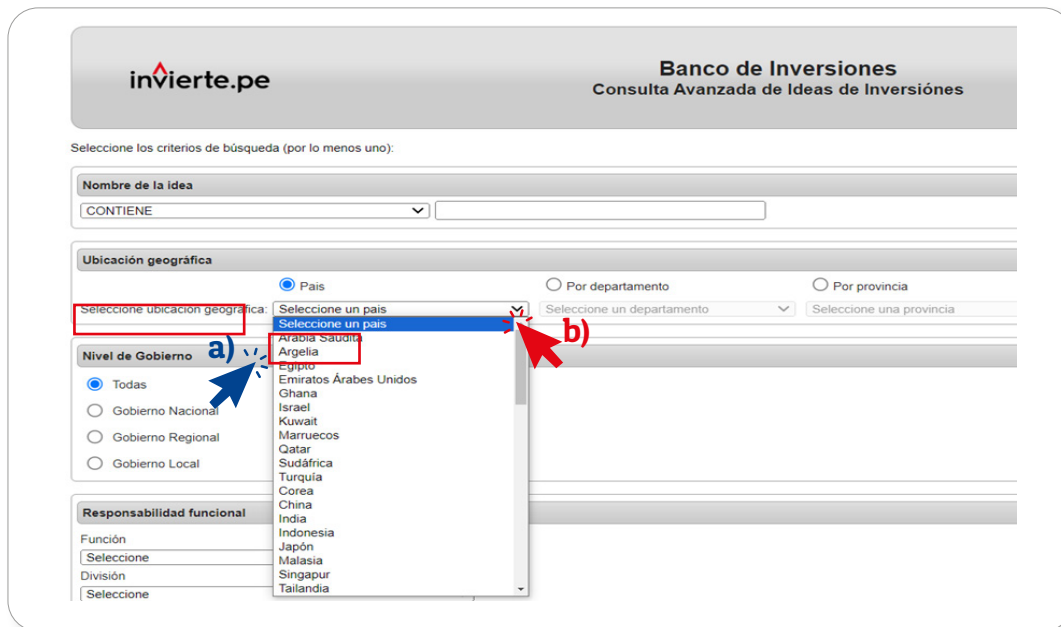 invierte.pe
Banco de Inversiones
Consulta Avanzada de Ideas de Inversiónes
Seleccione los criterios de búsqueda (por lo menos uno):
Nombre de la idea
CONTIENE
Ubicación geográfica
Pais Por departamento Por provincia
Seleccione ubicación geográfica: Seleccione un pais Seleccione un departamento Seleccione una provincia
Seleccione un pais
b)
Arabia Saudita
Nivel de Gobierno a) Argelia
Egipto
Todas Emiratos Árabes Unidos
Ghana
Gobierno Nacional Israel
Kuwait
Gobierno Regional Marruecos
Qatar
Gobierno Local Sudáfrica
Turquía
Corea
China
Responsabilidad funcional India
Indonesia
Función Japón
Seleccione Malasia
División Singapur
Seleccione Tailandia